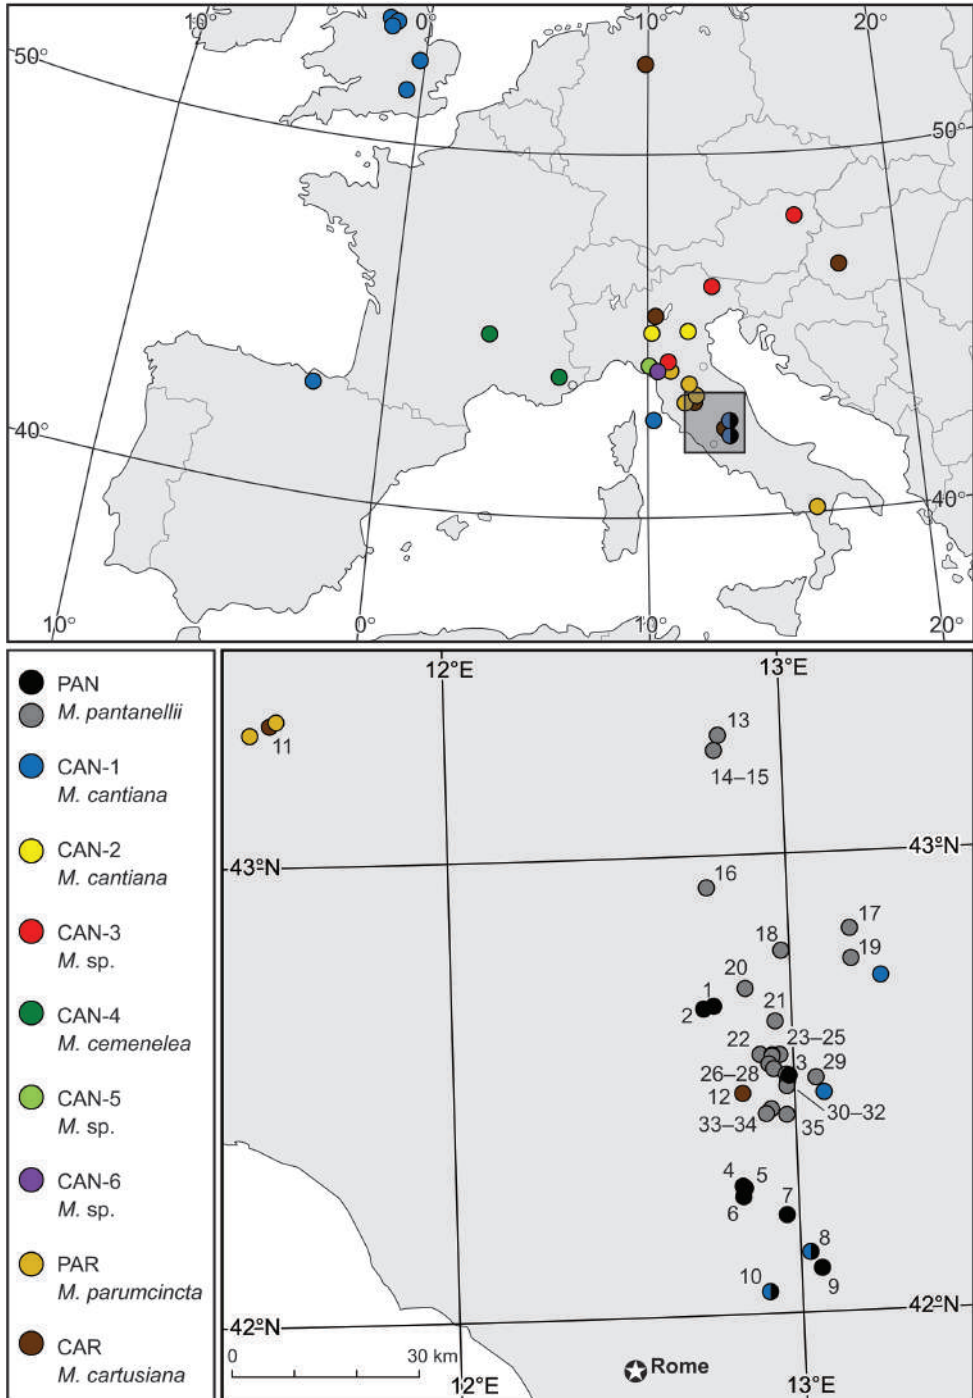 10° 0° 10° 20°
50°
50°
40°
40°
10° 0° 10° 20°
PAN
M. pantanellii
CAN-1
M. cantiana
CAN-2
M. cantiana
CAN-3
M. sp.
CAN-4
M. cemenelea
CAN-5
M. sp.
CAN-6
M. sp.
PAR
M. parumcincta
CAR
M. cartusiana
12°E 13°E
13
11
14–15
43°N
43°N
16
17
18
19
20
1
21
2
22 23–25
3 29
26–28
12
30–32
33–34 35
4 5
7
6
8
10
9
42°N
42°N
0 30 km
Rome
12°E 13°E